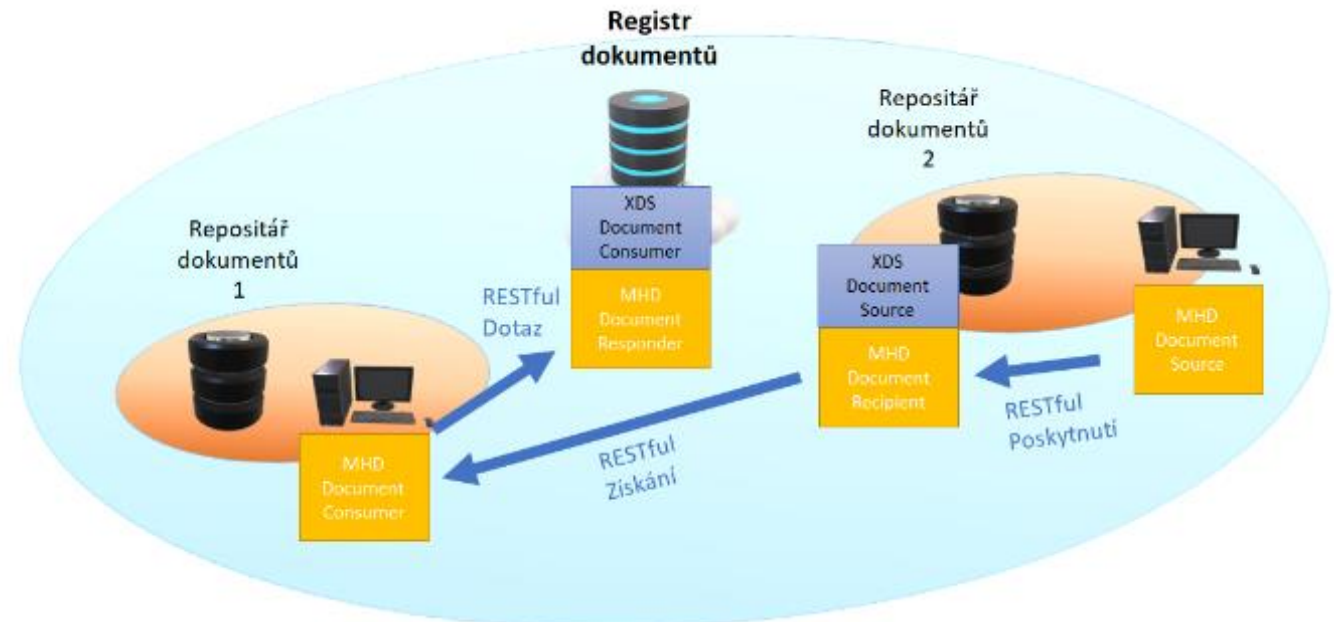 Registr
dokumentů
Repositář
dokumentů
2
XDS
Document
Consumer
MHD
Document
Responder
Repositář
dokumentů
1
RESTful
Dotaz
XDS
Document
Source
MHD
Document
Recipient
MHD
Document
Source
RESTful
Poskytnutí
RESTful
Získání
MHD
Document
Consumer